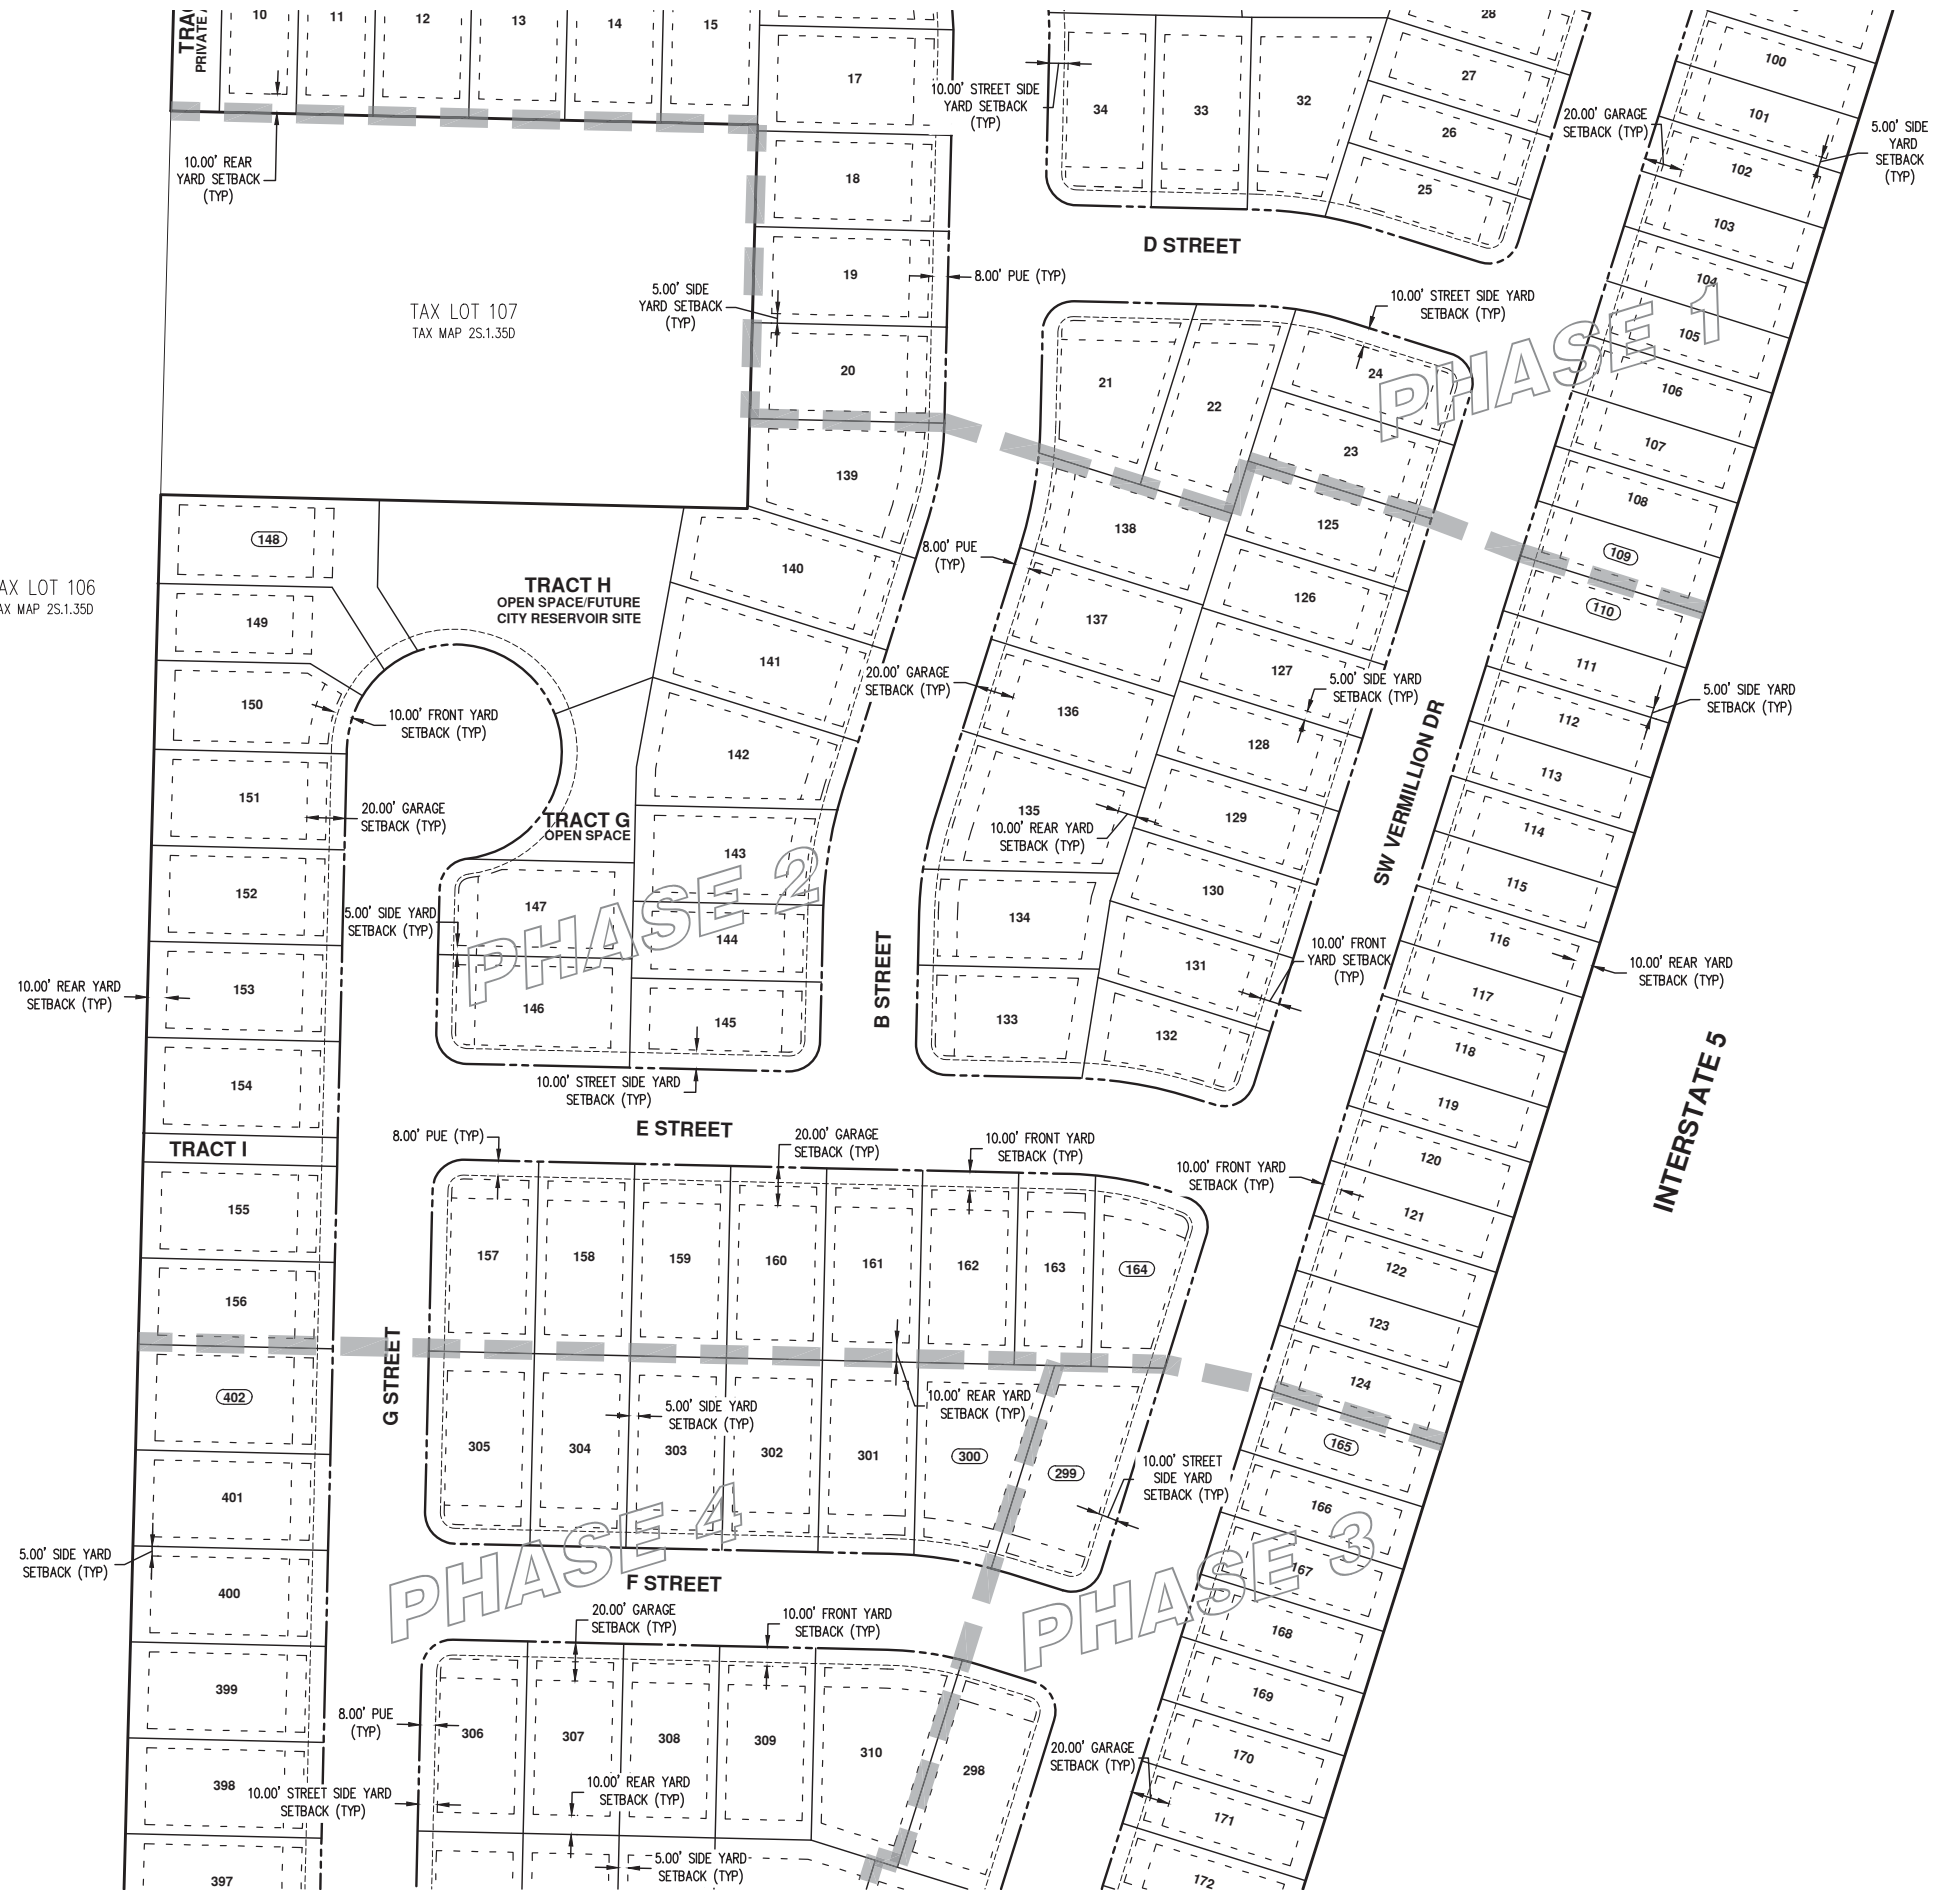 TRAC
PRIVATE
10
11
12
13
14
15
17
28
27
26
25
34
33
32
100
101
102
103
104
105
106
107
108
109
10.00' STREET SIDE
YARD SETBACK
(TYP)
20.00' GARAGE
SETBACK (TYP)
5.00' SIDE
YARD
SETBACK
(TYP)
10.00' REAR
YARD SETBACK
(TYP)
18
19
20
D STREET
8.00' PUE (TYP)
5.00' SIDE
YARD SETBACK
(TYP)
TAX LOT 107
TAX MAP 2S.1.35D
10.00' STREET SIDE YARD
SETBACK (TYP)
21
22
24
23
PHASE 1
139
138
125
148
8.00' PUE
(TYP)
140
110
AX LOT 106
AX MAP 2S.1.35D
TRACT H
OPEN SPACE/FUTURE
CITY RESERVOIR SITE
149
137
126
141
111
127
20.00' GARAGE
SETBACK (TYP)
5.00' SIDE YARD
SETBACK (TYP)
5.00' SIDE YARD
SETBACK (TYP)
150
10.00' FRONT YARD
SETBACK (TYP)
136
112
142
128
SW VERMILLION DR
151
113
20.00' GARAGE
SETBACK (TYP)
TRACT G
OPEN SPACE
135
10.00' REAR YARD
SETBACK (TYP)
129
114
143
152
PHASE 2
147
130
115
5.00' SIDE YARD
SETBACK (TYP)
134
144
116
B STREET
10.00' FRONT
YARD SETBACK
(TYP)
10.00' REAR YARD
SETBACK (TYP)
131
153
10.00' REAR YARD
SETBACK (TYP)
117
146
145
133
132
118
154
10.00' STREET SIDE YARD
SETBACK (TYP)
119
INTERSTATE 5
E STREET
8.00' PUE (TYP)
20.00' GARAGE
SETBACK (TYP)
10.00' FRONT YARD
SETBACK (TYP)
TRACT I
10.00' FRONT YARD
SETBACK (TYP)
120
155
121
157
158
159
160
161
162
163
164
122
156
123
G STREET
402
124
10.00' REAR YARD
SETBACK (TYP)
5.00' SIDE YARD
SETBACK (TYP)
165
305
304
303
302
301
300
299
10.00' STREET
SIDE YARD
SETBACK (TYP)
401
166
PHASE 4
PHASE 3
5.00' SIDE YARD
SETBACK (TYP)
167
F STREET
400
20.00' GARAGE
SETBACK (TYP)
10.00' FRONT YARD
SETBACK (TYP)
168
399
169
8.00' PUE
(TYP)
306
307
308
309
310
298
20.00' GARAGE
SETBACK (TYP)
170
398
10.00' STREET SIDE YARD
SETBACK (TYP)
10.00' REAR YARD
SETBACK (TYP)
171
5.00' SIDE YARD
SETBACK (TYP)
397
172